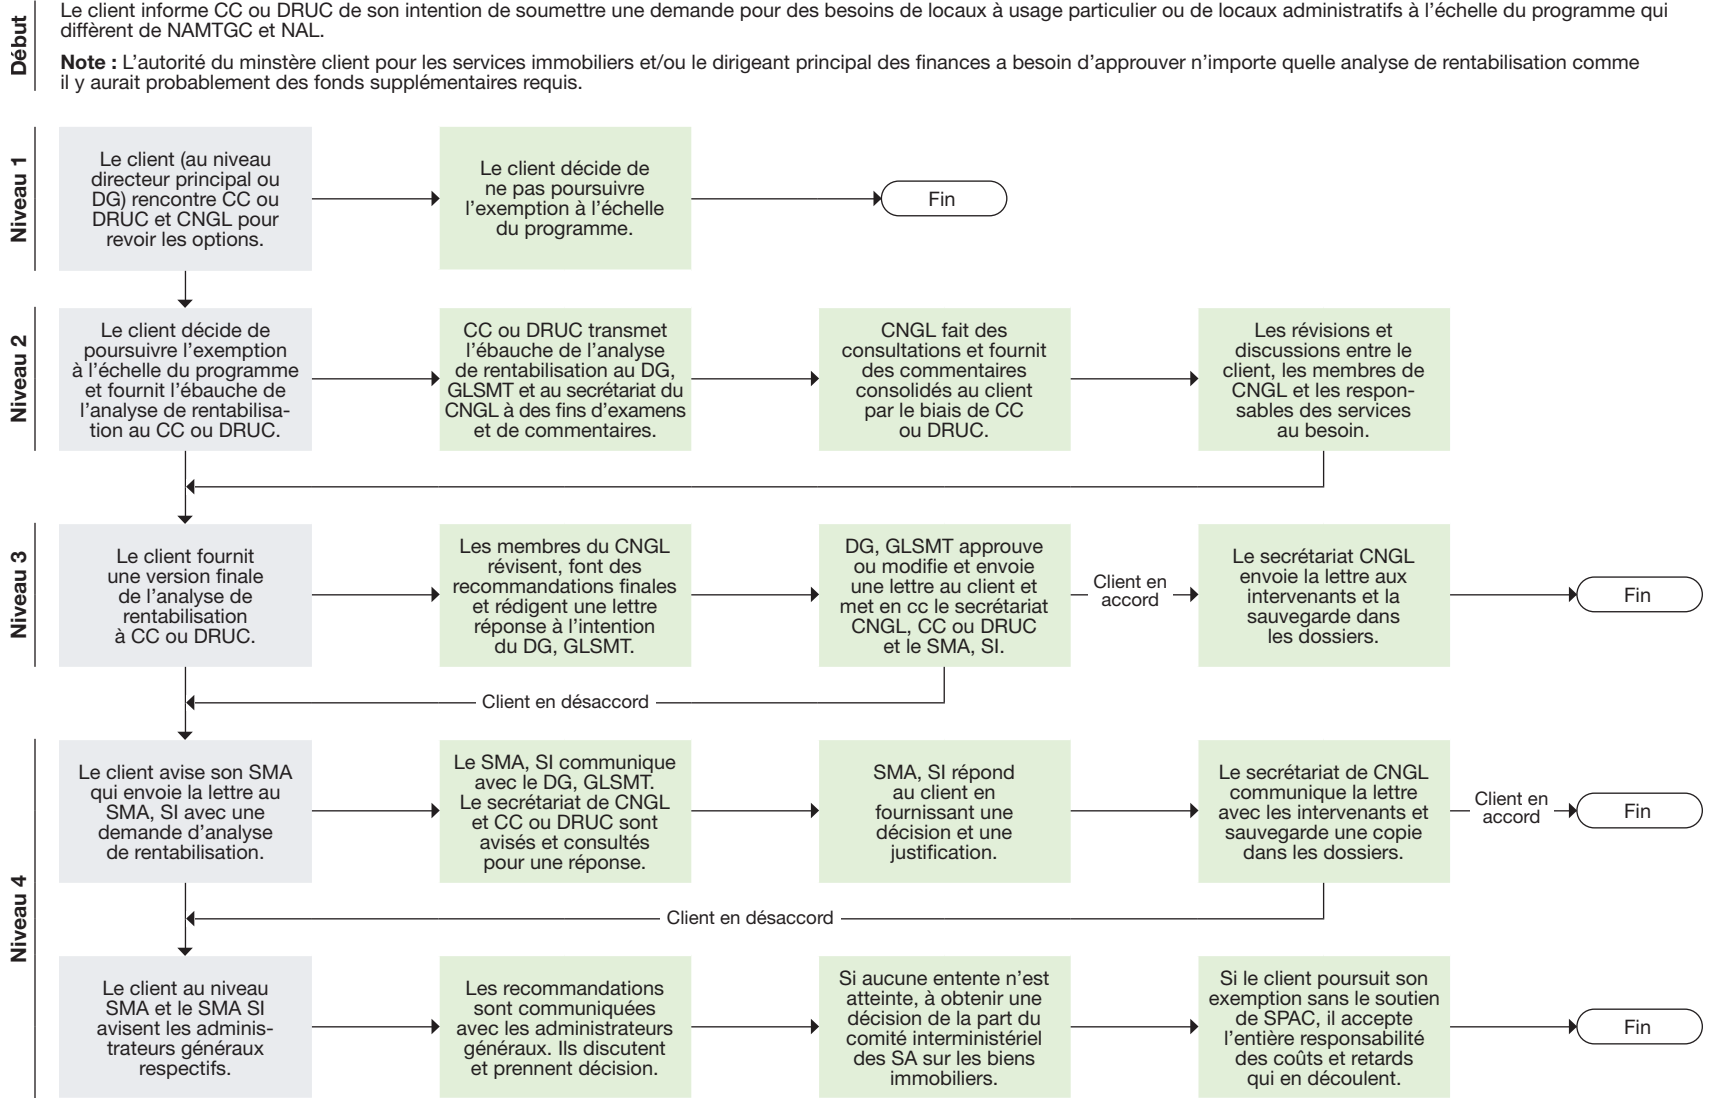 Début
Le client informe CC ou DRUC de son intention de soumettre une demande pour des besoins de locaux à usage particulier ou de locaux administratifs à l’échelle du programme qui
diffèrent de NAMTGC et NAL.
Note : L’autorité du minstère client pour les services immobiliers et/ou le dirigeant principal des finances a besoin d’approuver n’importe quelle analyse de rentabilisation comme
il y aurait probablement des fonds supplémentaires requis.
Niveau 1
Le client (au niveau
directeur principal ou
DG) rencontre CC ou
DRUC et CNGL pour
revoir les options.
Le client décide de
ne pas poursuivre
l’exemption à l’échelle
du programme.
Fin
Niveau 2
Le client décide de
poursuivre l’exemption
à l’échelle du programme
et fournit l’ébauche de
l’analyse de rentabilisa-
tion au CC ou DRUC.
CC ou DRUC transmet
l’ébauche de l’analyse
de rentabilisation au DG,
GLSMT et au secrétariat du
CNGL à des fins d’examens
et de commentaires.
CNGL fait des
consultations et fournit
des commentaires
consolidés au client
par le biais de CC
ou DRUC.
Les révisions et
discussions entre le
client, les membres de
CNGL et les respon-
sables des services
au besoin.
Niveau 3
Le client fournit
une version finale
de l’analyse de
rentabilisation
à CC ou DRUC.
Les membres du CNGL
révisent, font des
recommandations finales
et rédigent une lettre
réponse à l’intention
du DG, GLSMT.
DG, GLSMT approuve
ou modifie et envoie
une lettre au client et
met en cc le secrétariat
CNGL, CC ou DRUC
et le SMA, SI.
Client en
accord
Le secrétariat CNGL
envoie la lettre aux
intervenants et la
sauvegarde dans
les dossiers.
Fin
Client en désaccord
Niveau 4
Le client avise son SMA
qui envoie la lettre au
SMA, SI avec une
demande d’analyse
de rentabilisation.
Le SMA, SI communique
avec le DG, GLSMT.
Le secrétariat de CNGL
et CC ou DRUC sont
avisés et consultés
pour une réponse.
SMA, SI répond
au client en
fournissant une
décision et une
justification.
Le secrétariat de CNGL
communique la lettre
avec les intervenants et
sauvegarde une copie
dans les dossiers.
Client en
accord
Fin
Client en désaccord
Le client au niveau
SMA et le SMA SI
avisent les adminis-
trateurs généraux
respectifs.
Les recommandations
sont communiquées
avec les administrateurs
généraux. Ils discutent
et prennent décision.
Si aucune entente n’est
atteinte, à obtenir une
décision de la part du
comité interministériel
des SA sur les biens
immobiliers.
Si le client poursuit son
exemption sans le soutien
de SPAC, il accepte
l’entière responsabilité
des coûts et retards
qui en découlent.
Fin